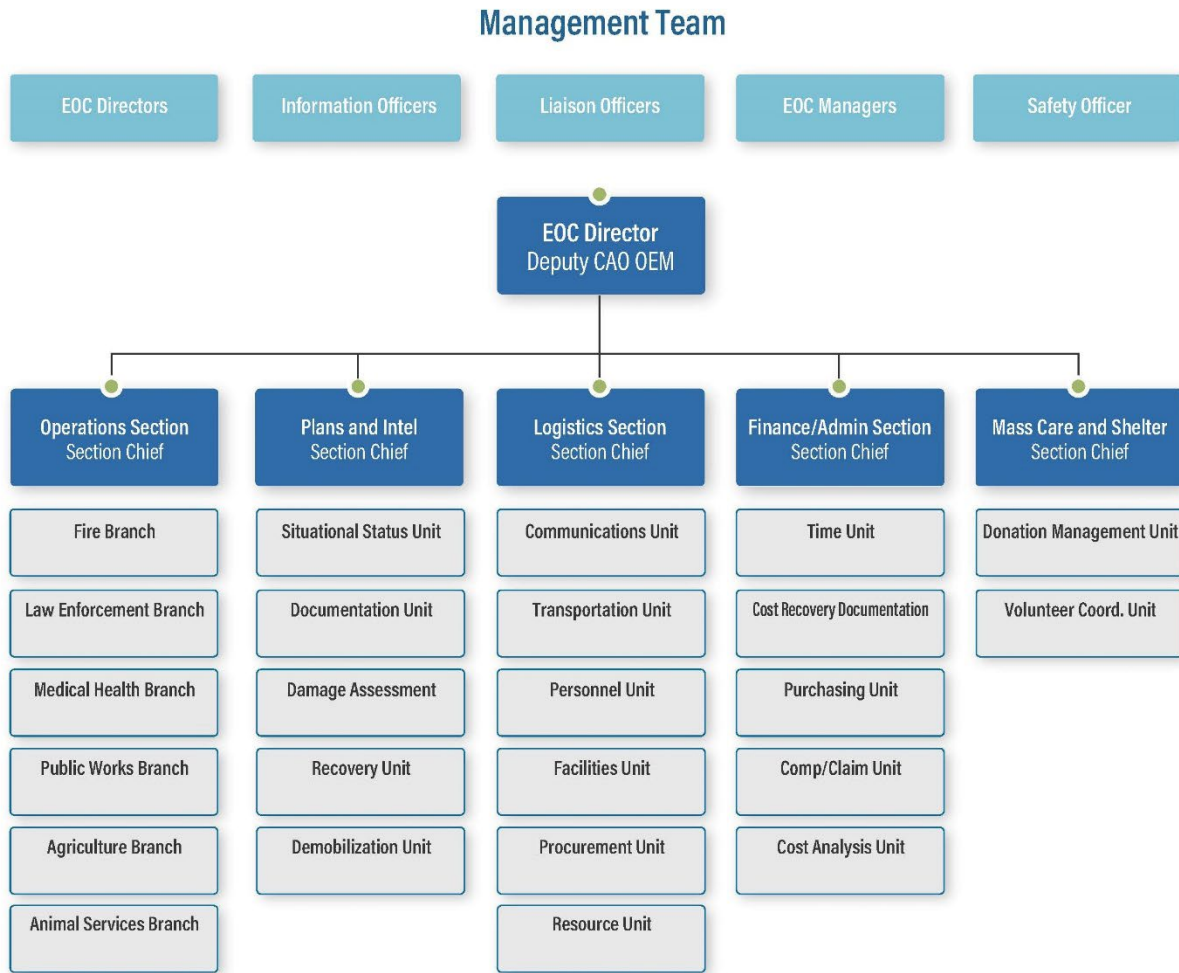 Management Team
EOC Directors
Information Officers
Liaison Officers
EOC Managers
Safety Officer
EOC Director
Deputy CAO OEM
Operations Section
Section Chief
Fire Branch
Law Enforcement Branch
Medical Health Branch
Public Works Branch
Agriculture Branch
Animal Services Branch
Plans and Intel
Section Chief
Situational Status Unit
Documentation Unit
Damage Assessment
Recovery Unit
Demobilization Unit
Logistics Section
Section Chief
Communications Unit
Transportation Unit
Personnel Unit
Facilities Unit
Procurement Unit
Resource Unit
Finance/Admin Section
Section Chief
Time Unit
Cost Recovery Documentation
Purchasing Unit
Comp/Claim Unit
Cost Analysis Unit
Mass Care and Shelter
Section Chief
Donation Management Unit
Volunteer Coord. Unit